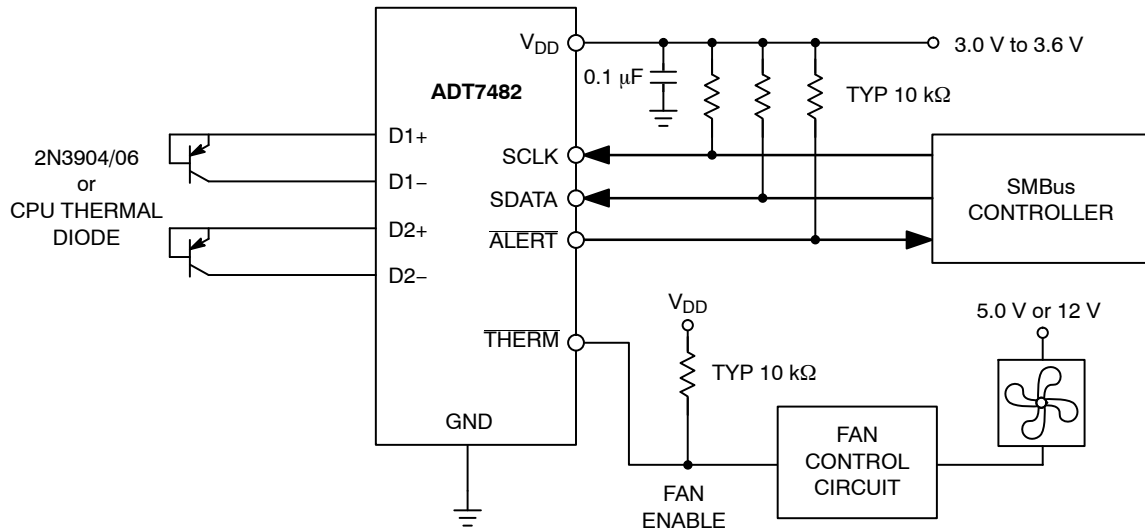 V_DD
3.0 V to 3.6 V
0.1 μF
TYP 10 kΩ
ADT7482
2N3904/06
or
CPU THERMAL
DIODE
D1+
D1−
D2+
D2−
SCLK
SDATA
ALERT
THERM
GND
SMBus
CONTROLLER
V_DD
TYP 10 kΩ
5.0 V or 12 V
FAN
CONTROL
CIRCUIT
FAN
ENABLE